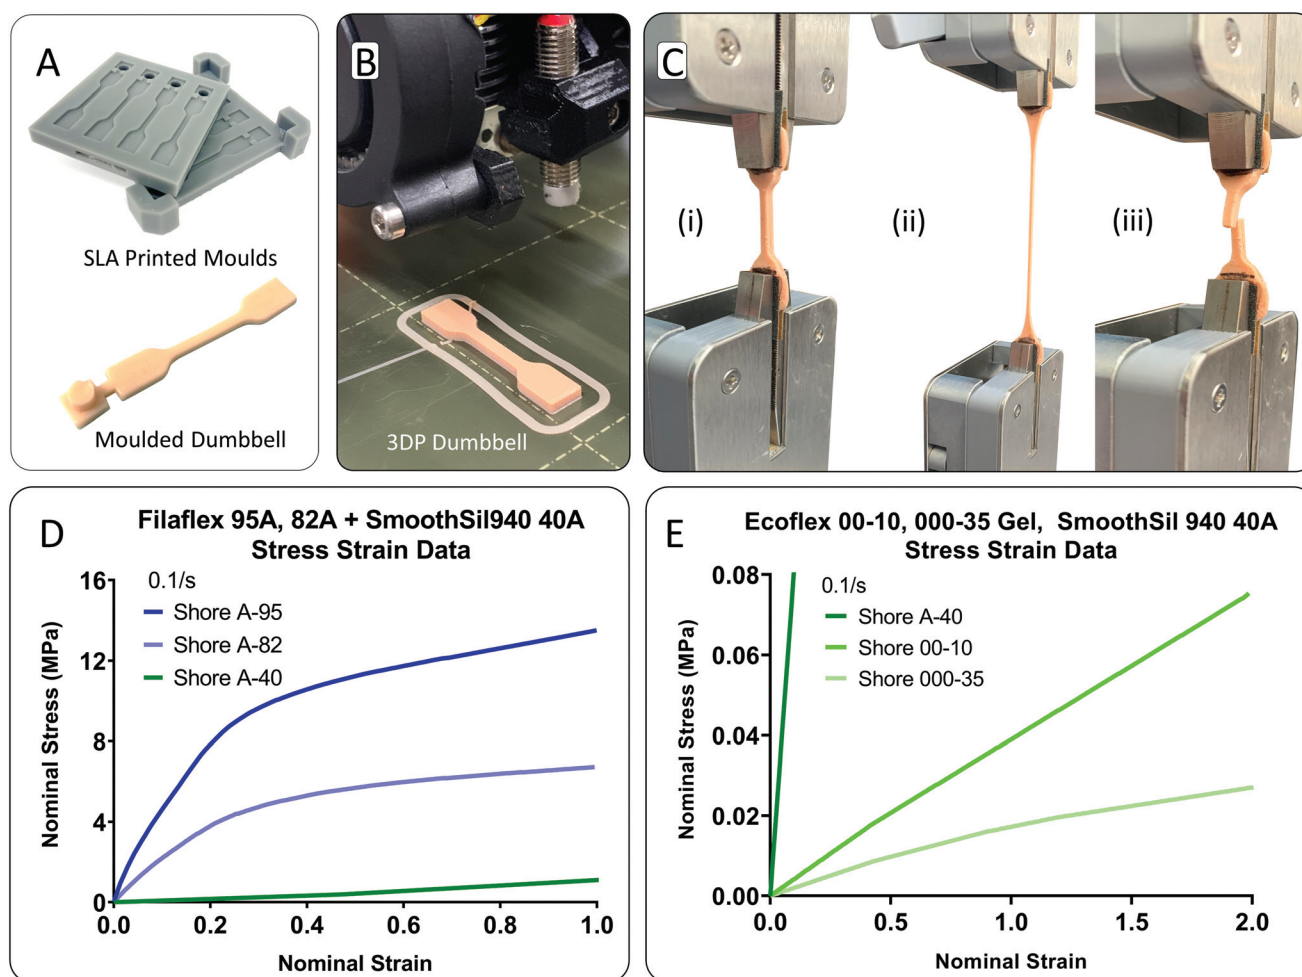 A
SLA Printed Moulds
Moulded Dumbbell
B
3DP Dumbbell
C
(i)
(ii)
(iii)
D
Filaflex 95A, 82A + SmoothSil940 40A
Stress Strain Data
0.1/s
Shore A-95
Shore A-82
Shore A-40
Nominal Stress (MPa)
16
12
8
4
0
0.0
0.2
0.4
0.6
0.8
1.0
Nominal Strain
E
Ecoflex 00-10, 000-35 Gel, SmoothSil 940 40A
Stress Strain Data
0.1/s
Shore A-40
Shore 00-10
Shore 000-35
Nominal Stress (MPa)
0.08
0.06
0.04
0.02
0.00
0.0
0.5
1.0
1.5
2.0
Nominal Strain